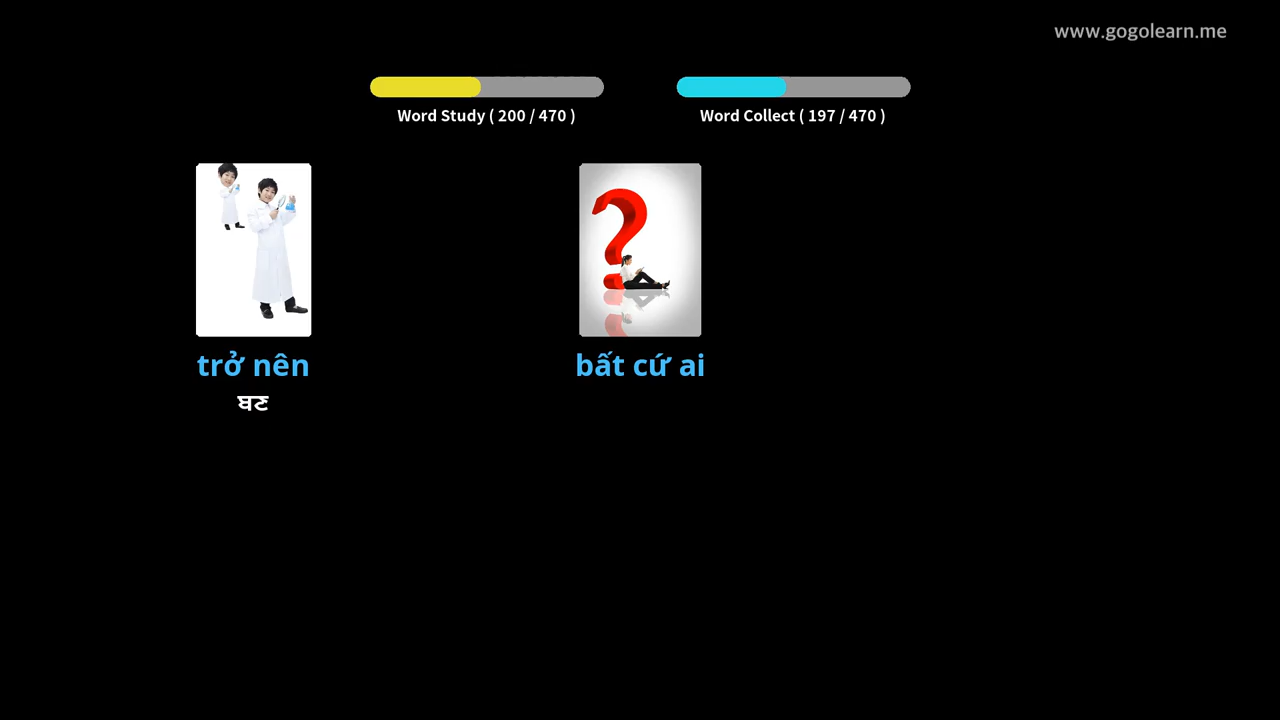 www.gogolearn.me
Word Study ( 200 / 470 )
Word Collect ( 197 / 470 )
trở nên
ਬਣ
bất cứ ai